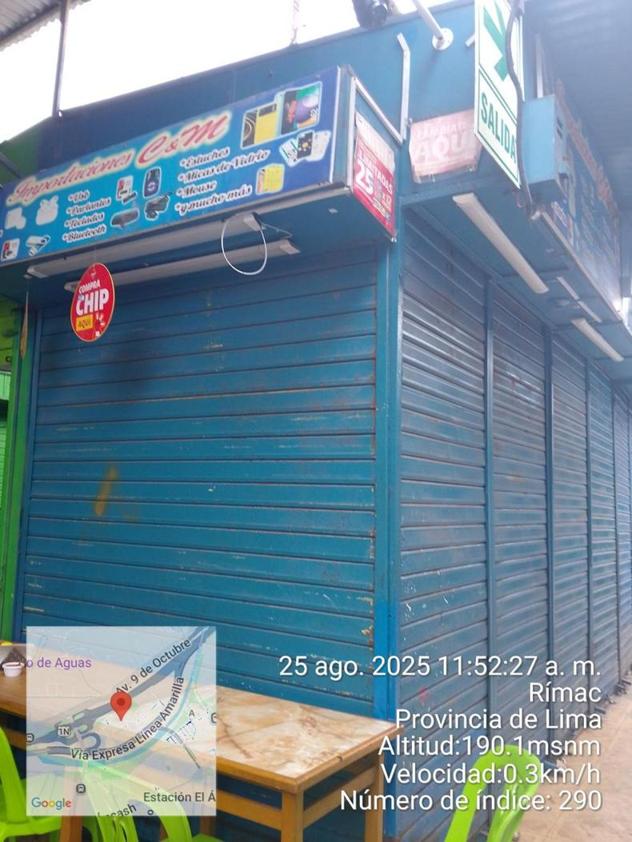 Importaciones C&M
*Usb
*Parlantes
*Teclados
*Bluetooth
*Estuches
*Micas de Vidrio
*Mouse
*y mucho más
25
AQUÍ
SALIDA
COMPRA
CHIP
AQUÍ
25 ago. 2025 11:52:27 a. m.
Rímac
Provincia de Lima
Altitud:190.1msnm
Velocidad:0.3km/h
Número de índice: 290
o de Aguas
Av. 9 de Octubre
1N
Vía Expresa Línea Amarilla
A
Estación El Á
cash
Google